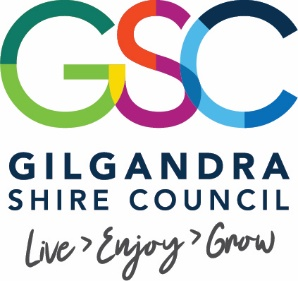 GSC
GILGANDRA
SHIRE COUNCIL
Live > Enjoy > Grow